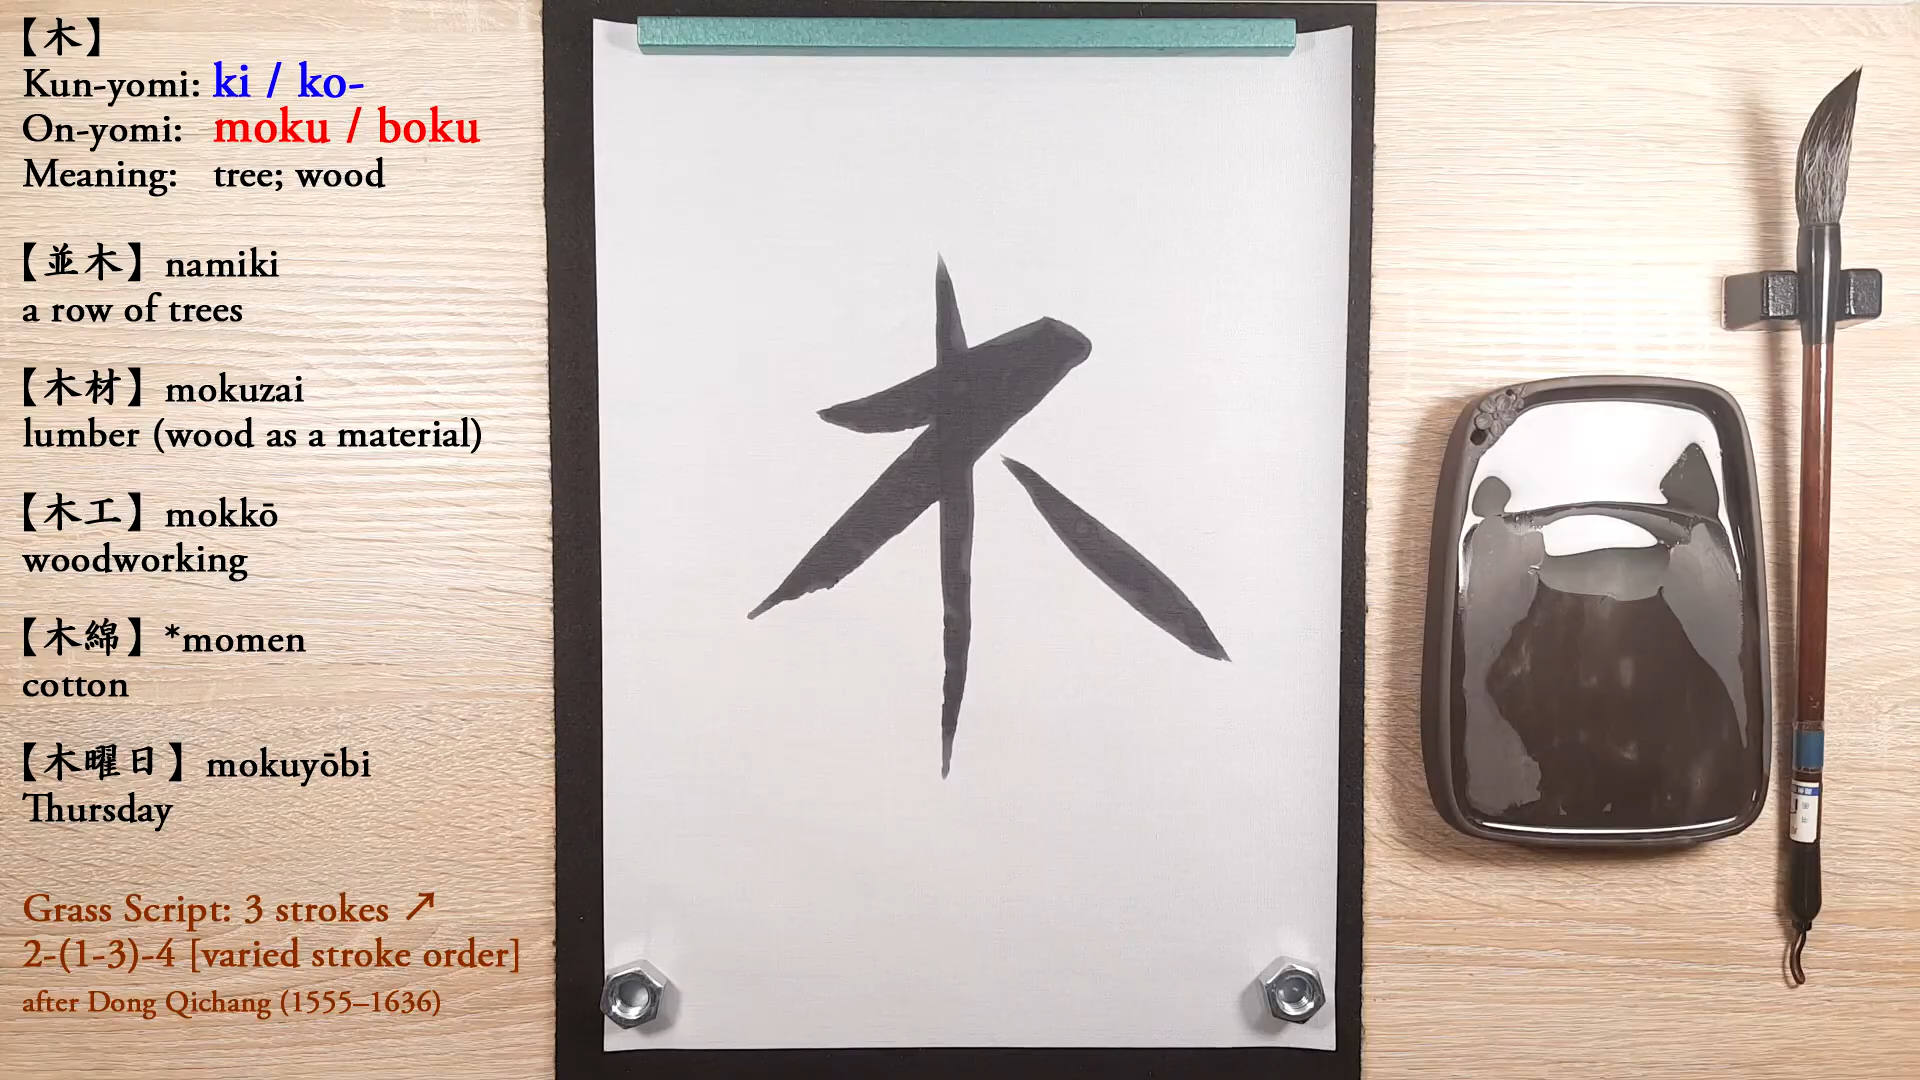 【木】
Kun-yomi: ki / ko-
On-yomi: moku / boku
Meaning: tree; wood
【並木】 namiki
a row of trees
【木材】 mokuzai
lumber (wood as a material)
【木工】 mokkō
woodworking
【木綿】 *momen
cotton
【木曜日】 mokuyōbi
Thursday
Grass Script: 3 strokes ↗
2-(1-3)-4 [varied stroke order]
after Dong Qichang (1555–1636)
木